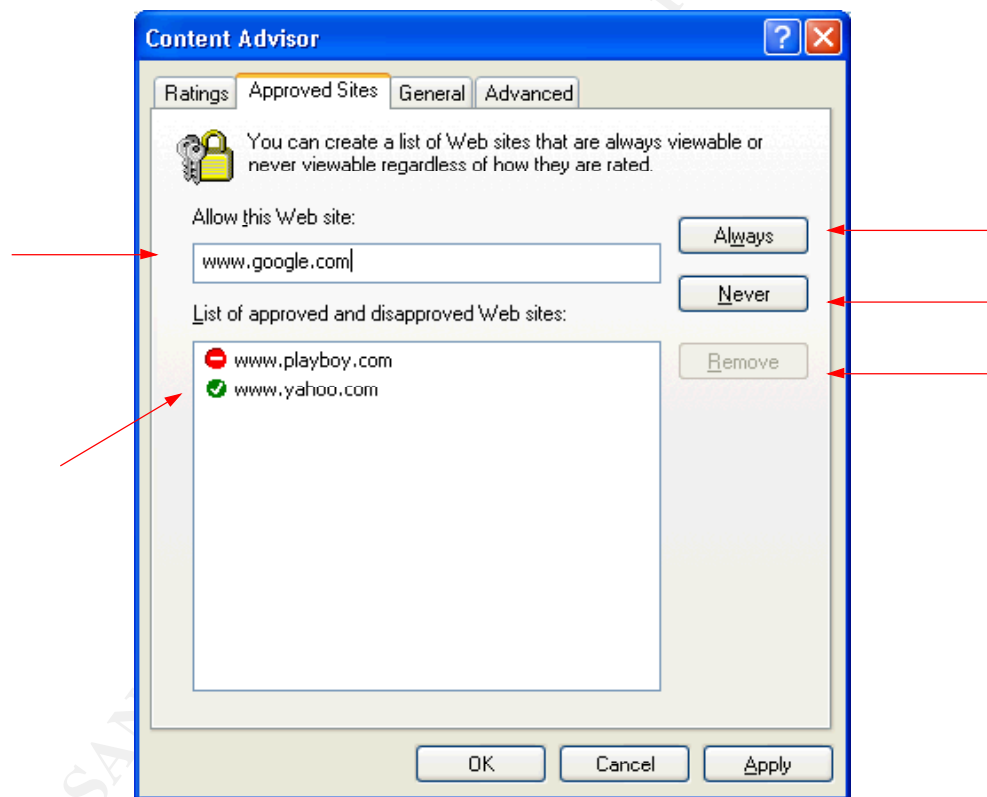 Content Advisor
Ratings Approved Sites General Advanced
You can create a list of Web sites that are always viewable or
never viewable regardless of how they are rated.
Allow this Web site:
www.google.com
Always
Never
List of approved and disapproved Web sites:
www.playboy.com
www.yahoo.com
Remove
OK Cancel Apply